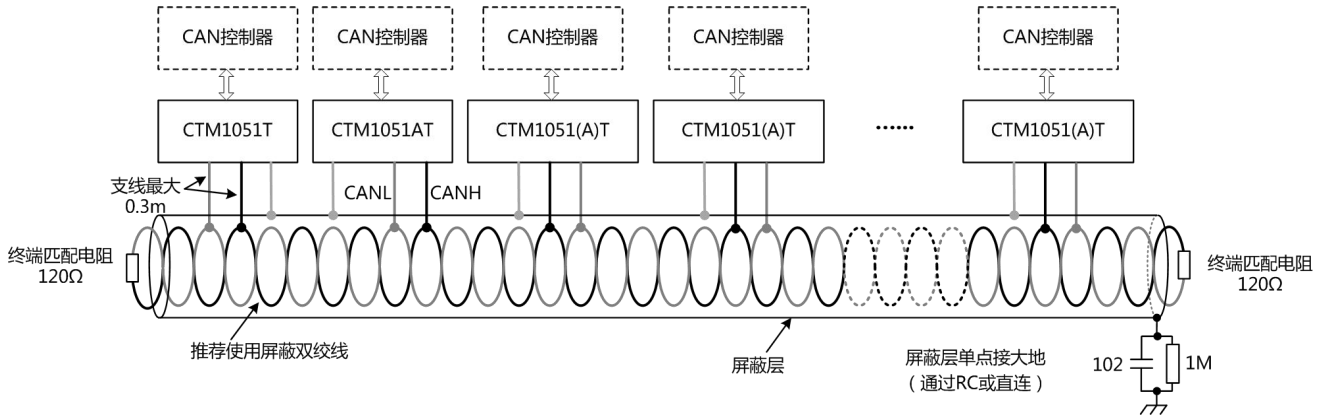 CAN控制器
CAN控制器
CAN控制器
CAN控制器
CAN控制器
CTM1051T
CTM1051AT
CTM1051(A)T
CTM1051(A)T
······
CTM1051(A)T
支线最大
0.3m
CANL
CANH
终端匹配电阻
120Ω
终端匹配电阻
120Ω
推荐使用屏蔽双绞线
屏蔽层
屏蔽层单点接大地
（通过RC或直连）
102
1M